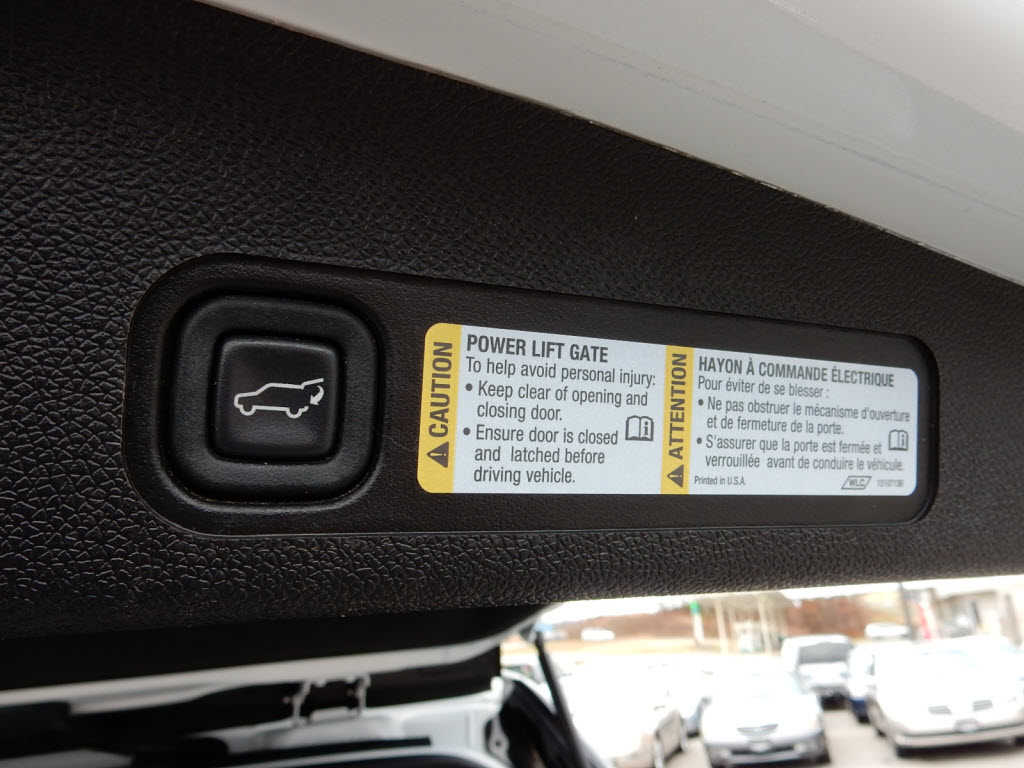 CAUTION
POWER LIFT GATE
To help avoid personal injury:
• Keep clear of opening and
closing door.
• Ensure door is closed
and latched before
driving vehicle.
ATTENTION
HAYON À COMMANDE ÉLECTRIQUE
Pour éviter de se blesser :
• Ne pas obstruer le mécanisme d'ouverture
et de fermeture de la porte.
• S'assurer que la porte est fermée et
verrouillée avant de conduire le véhicule.
Printed in U.S.A.
WLC